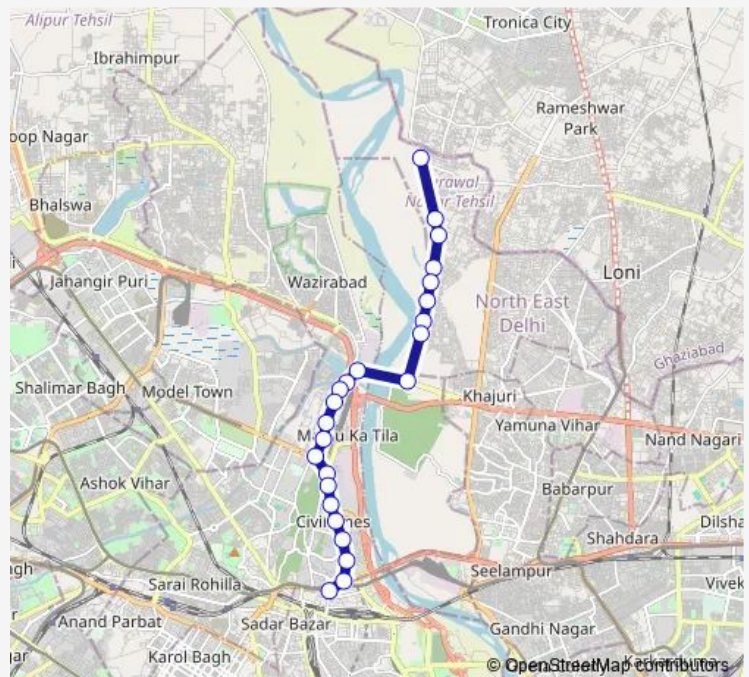 Alipur Tehsil
Tronica City
Ibrahimpur
Rameshwar
Park
oop Nagar
Bhalswa
Jahangir Puri
Wazirabad
Loni
North East
Delhi
Ghaziabad
Shalimar Bagh
Model Town
Khajuri
Yamuna Vihar
Nand Nagari
Ashok Vihar
Babarpur
Shahdara
Dilsha
Seelampur
Sarai Rohilla
Vivek
Anand Parbat
Sadar Bazar
Gandhi Nagar
Karol Bagh
© OpenStreetMap contributors